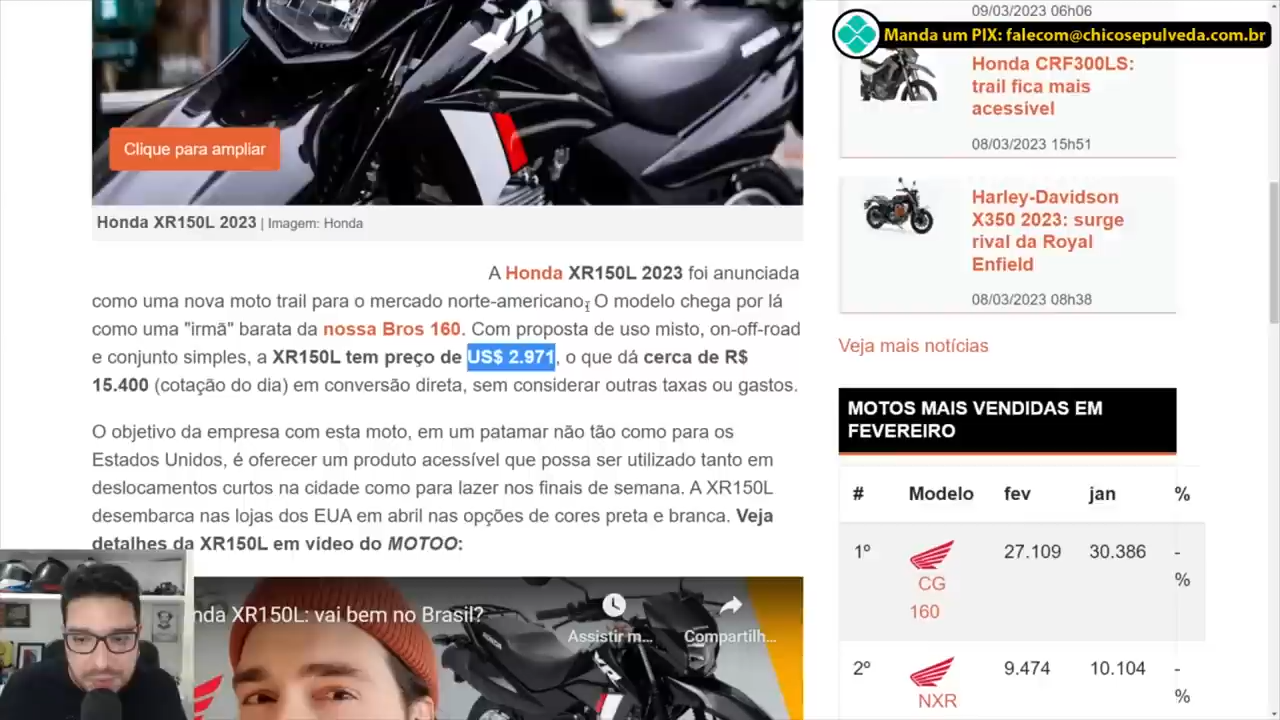 09/03/2023 06h06
Manda um PIX: falecom@chicosepulveda.com.br
Honda CRF300LS:
trail fica mais
acessível
08/03/2023 15h51
Clique para ampliar
Honda XR150L 2023 | Imagem: Honda
Harley-Davidson
X350 2023: surge
rival da Royal
Enfield
08/03/2023 08h38
Veja mais notícias
A Honda XR150L 2023 foi anunciada
como uma nova moto trail para o mercado norte-americano. O modelo chega por lá
como uma "irmã" barata da nossa Bros 160. Com proposta de uso misto, on-off-road
e conjunto simples, a XR150L tem preço de US$ 2.971, o que dá cerca de R$
15.400 (cotação do dia) em conversão direta, sem considerar outras taxas ou gastos.
O objetivo da empresa com esta moto, em um patamar não tão como para os
Estados Unidos, é oferecer um produto acessível que possa ser utilizado tanto em
deslocamentos curtos na cidade como para lazer nos finais de semana. A XR150L
desembarca nas lojas dos EUA em abril nas opções de cores preta e branca. Veja
detalhes da XR150L em vídeo do MOTOO:
nda XR150L: vai bem no Brasil?
Assistir m...
Compartilh...
XR
MOTOS MAIS VENDIDAS EM
FEVEREIRO
# Modelo fev jan %
1º CG 27.109 30.386 -
160 %
2º NXR 9.474 10.104 -
%